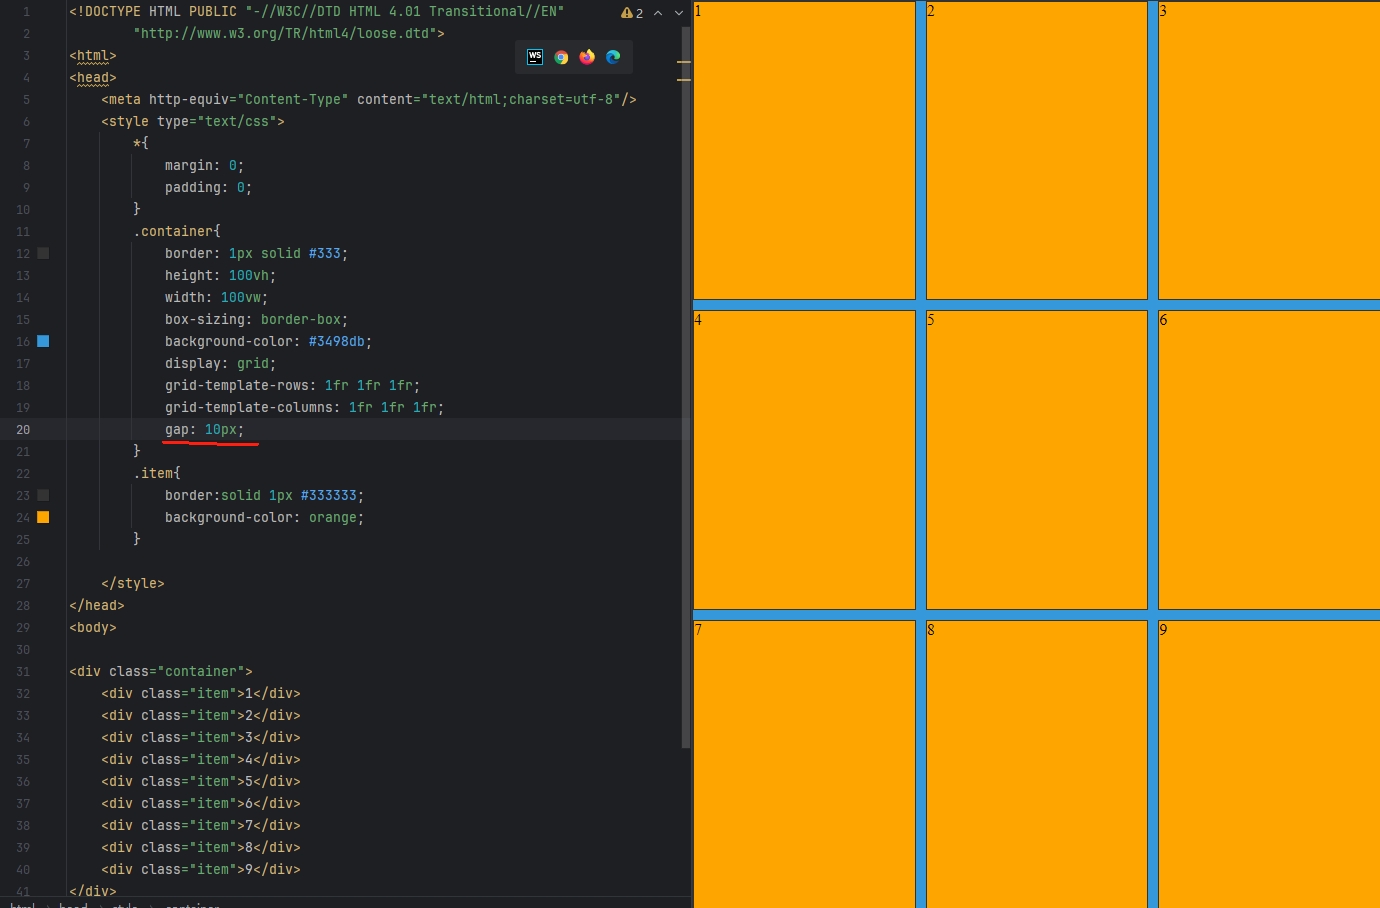 1 <!DOCTYPE HTML PUBLIC "-//W3C//DTD HTML 4.01 Transitional//EN"
2 "http://www.w3.org/TR/html4/loose.dtd">
3 <html>
4 <head>
5 <meta http-equiv="Content-Type" content="text/html;charset=utf-8"/>
6 <style type="text/css">
7 *{
8 margin: 0;
9 padding: 0;
10 }
11 .container{
12 border: 1px solid #333;
13 height: 100vh;
14 width: 100vw;
15 box-sizing: border-box;
16 background-color: #3498db;
17 display: grid;
18 grid-template-rows: 1fr 1fr 1fr;
19 grid-template-columns: 1fr 1fr 1fr;
20 gap: 10px;
21 }
22 .item{
23 border:solid 1px #333333;
24 background-color: orange;
25 }
26
27 </style>
28 </head>
29 <body>
30
31 <div class="container">
32 <div class="item">1</div>
33 <div class="item">2</div>
34 <div class="item">3</div>
35 <div class="item">4</div>
36 <div class="item">5</div>
37 <div class="item">6</div>
38 <div class="item">7</div>
39 <div class="item">8</div>
40 <div class="item">9</div>
41 </div>
html > head > style > container
2
WS
1 2 3
4 5 6
7 8 9